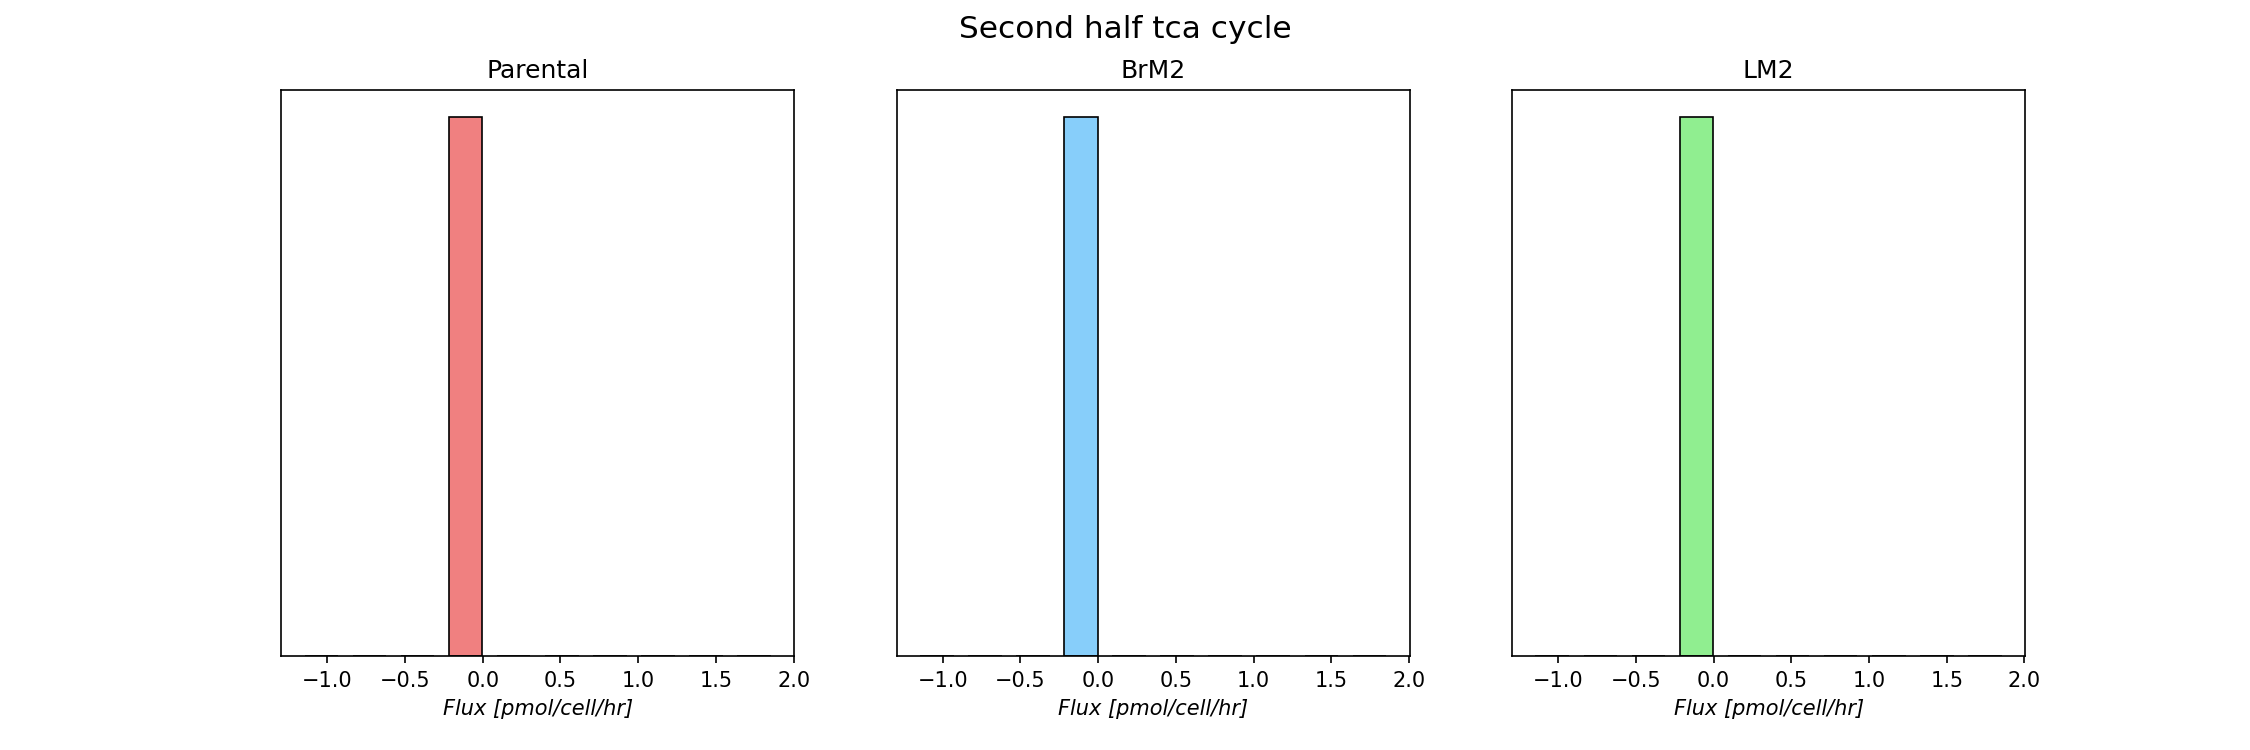 Second half tca cycle
Parental BrM2 LM2
−1.0 −0.5 0.0 0.5 1.0 1.5 2.0 −1.0 −0.5 0.0 0.5 1.0 1.5 2.0 −1.0 −0.5 0.0 0.5 1.0 1.5 2.0
Flux [pmol/cell/hr] Flux [pmol/cell/hr] Flux [pmol/cell/hr]